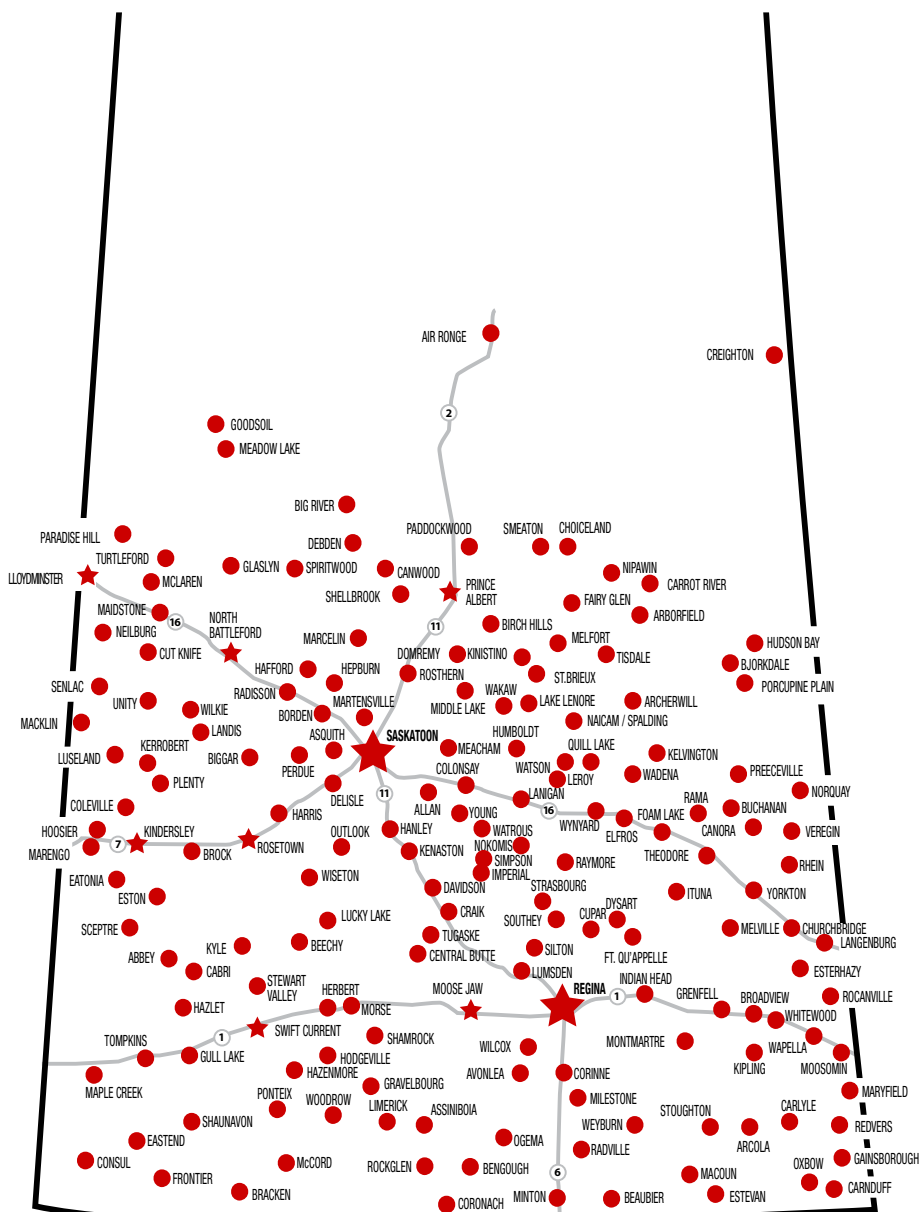 AIR RONGE
CREIGHTON
2
GOODSOIL
MEADOW LAKE
BIG RIVER
PARADISE HILL
DEBDEN
PADDOCKWOOD
SMEATON
CHOICELAND
TURTLEFORD
LLOYDMINSTER
MCLAREN
GLASLYN
SPIRITWOOD
CANWOOD
SHELLBROOK
PRINCE
ALBERT
NIPAWIN
CARROT RIVER
FAIRY GLEN
ARBORFIELD
MAIDSTONE
16
NEILBURG
NORTH
BATTLEFORD
MARCELIN
11
BIRCH HILLS
MELFORT
HUDSON BAY
CUT KNIFE
HAFFORD
HEPBURN
DOMREMY
KINISTINO
TISDALE
BJORKDALE
ROSTHERN
ST.BRIEUX
PORCUPINE PLAIN
SENLAC
UNITY
WILKIE
RADISSON
MARTENSVILLE
MIDDLE LAKE
WAKAW
LAKE LENORE
ARCHERWILL
MACKLIN
LANDIS
BORDEN
NAICAM / SPALDING
ASQUITH
SASKATOON
MEACHAM
HUMBOLDT
LUSELAND
KERROBERT
BIGGAR
PERDUE
WATSON
QUILL LAKE
KELVINGTON
PLENTY
DELISLE
11
COLONSAY
LEROY
WADENA
PREECEVILLE
COLEVILLE
ALLAN
LANIGAN
16
NORQUAY
HARRIS
YOUNG
WYNYARD
ELFROS
FOAM LAKE
RAMA
BUCHANAN
HOOSIER
7
KINDERSLEY
OUTLOOK
HANLEY
WATROUS
CANORA
VEREGIN
MARENGO
BROCK
ROSETOWN
KENASTON
NOKOMIS
SIMPSON
IMPERIAL
RAYMORE
THEODORE
RHEIN
EATONIA
ESTON
WISETON
DAVIDSON
STRASBOURG
ITUNA
YORKTON
SCEPTRE
LUCKY LAKE
CRAIK
SOUTHEY
CUPAR
DYSART
MELVILLE
CHURCHBRIDGE
ABBEY
KYLE
BEECHY
TUGASKE
CENTRAL BUTTE
SILTON
FT. QU'APPELLE
LANGENBURG
CABRI
STEWART
VALLEY
LUMSDEN
ESTERHAZY
HAZLET
HERBERT
MORSE
MOOSE JAW
REGINA
1
INDIAN HEAD
GRENFELL
BROADVIEW
ROCANVILLE
WHITEWOOD
1
SWIFT CURRENT
SHAMROCK
WILCOX
MONTMARTRE
WAPELLA
TOMPKINS
GULL LAKE
HODGEVILLE
KIPLING
MOOSOMIN
MAPLE CREEK
HAZENMORE
GRAVELBOURG
AVONLEA
CORINNE
MARYFIELD
PONTEIX
WOODROW
LIMERICK
ASSINIBOIA
MILESTONE
SHAUNAVON
WEYBURN
STOUGHTON
ARCOLA
CARLYLE
REDVERS
EASTEND
OGEMA
RADVILLE
CONSUL
McCORD
ROCKGLEN
BENGOUGH
6
MACOUN
GAINSBOROUGH
FRONTIER
OXBOW
BRACKEN
CORONACH
MINTON
BEAUBIER
ESTEVAN
CARNDUFF